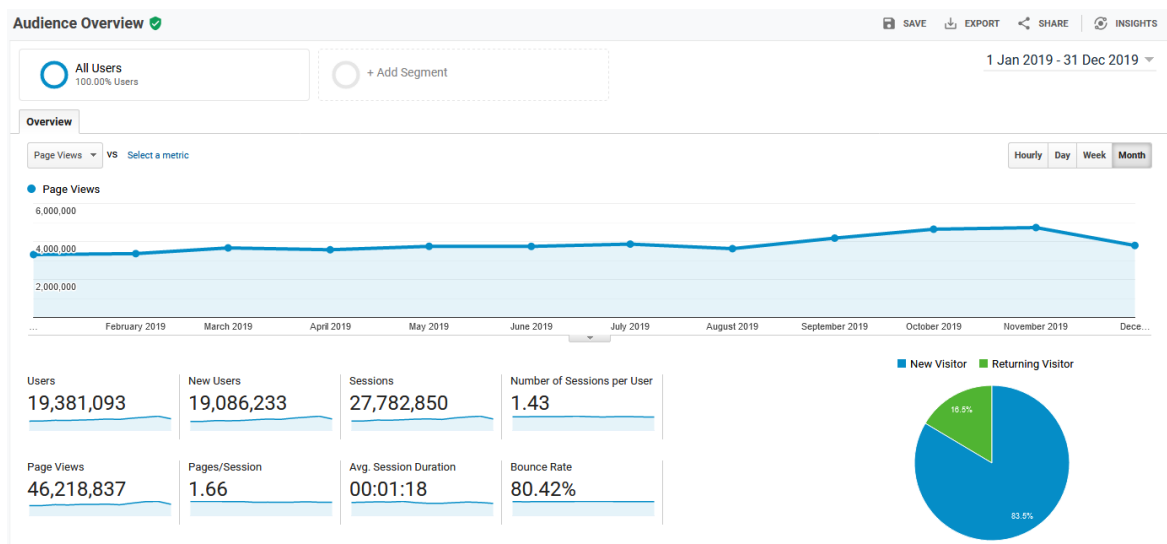 Audience Overview
SAVE EXPORT SHARE INSIGHTS
All Users
100.00% Users
+ Add Segment
1 Jan 2019 - 31 Dec 2019
Overview
Page Views VS Select a metric
Hourly Day Week Month
Page Views
6,000,000
4,000,000
2,000,000
... February 2019 March 2019 April 2019 May 2019 June 2019 July 2019 August 2019 September 2019 October 2019 November 2019 Dece...
New Visitor Returning Visitor
Users New Users Sessions Number of Sessions per User
19,381,093 19,086,233 27,782,850 1.43
16.5%
Page Views Pages/Session Avg. Session Duration Bounce Rate
46,218,837 1.66 00:01:18 80.42%
83.5%